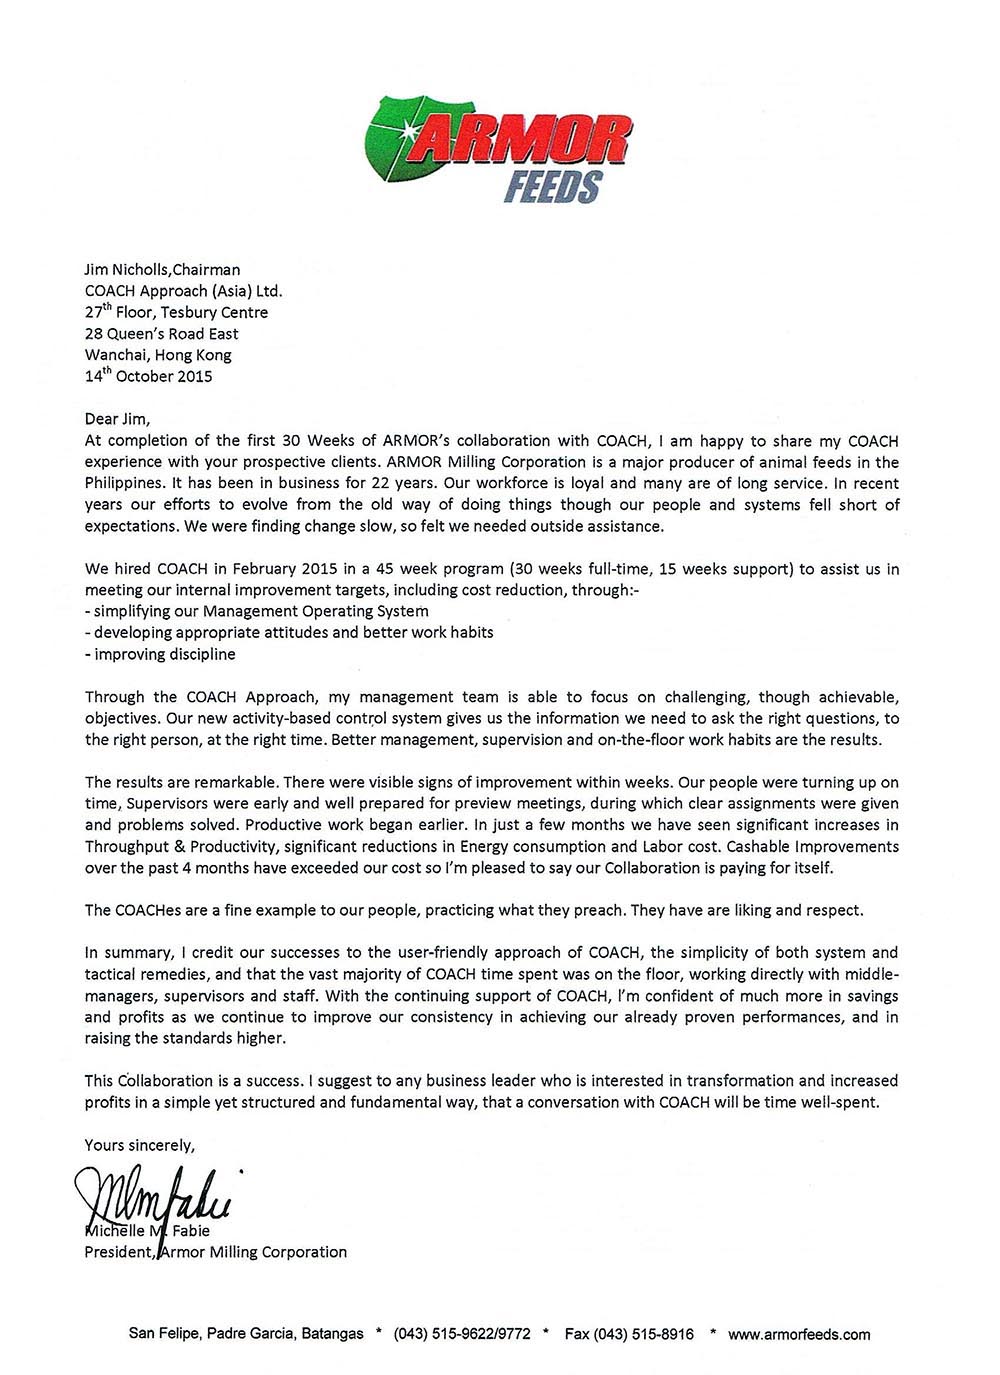 ARMOR
FEEDS
Jim Nicholls,Chairman
COACH Approach (Asia) Ltd.
27th Floor, Tesbury Centre
28 Queen's Road East
Wanchai, Hong Kong
14th October 2015
Dear Jim,
At completion of the first 30 Weeks of ARMOR's collaboration with COACH, I am happy to share my COACH
experience with your prospective clients. ARMOR Milling Corporation is a major producer of animal feeds in the
Philippines. It has been in business for 22 years. Our workforce is loyal and many are of long service. In recent
years our efforts to evolve from the old way of doing things though our people and systems fell short of
expectations. We were finding change slow, so felt we needed outside assistance.
We hired COACH in February 2015 in a 45 week program (30 weeks full-time, 15 weeks support) to assist us in
meeting our internal improvement targets, including cost reduction, through:-
- simplifying our Management Operating System
- developing appropriate attitudes and better work habits
- improving discipline
Through the COACH Approach, my management team is able to focus on challenging, though achievable,
objectives. Our new activity-based control system gives us the information we need to ask the right questions, to
the right person, at the right time. Better management, supervision and on-the-floor work habits are the results.
The results are remarkable. There were visible signs of improvement within weeks. Our people were turning up on
time, Supervisors were early and well prepared for preview meetings, during which clear assignments were given
and problems solved. Productive work began earlier. In just a few months we have seen significant increases in
Throughput & Productivity, significant reductions in Energy consumption and Labor cost. Cashable Improvements
over the past 4 months have exceeded our cost so I'm pleased to say our Collaboration is paying for itself.
The COACHes are a fine example to our people, practicing what they preach. They have are liking and respect.
In summary, I credit our successes to the user-friendly approach of COACH, the simplicity of both system and
tactical remedies, and that the vast majority of COACH time spent was on the floor, working directly with middle-
managers, supervisors and staff. With the continuing support of COACH, I'm confident of much more in savings
and profits as we continue to improve our consistency in achieving our already proven performances, and in
raising the standards higher.
This Collaboration is a success. I suggest to any business leader who is interested in transformation and increased
profits in a simple yet structured and fundamental way, that a conversation with COACH will be time well-spent.
Yours sincerely,
Michelle M. Fabie
President, Armor Milling Corporation
San Felipe, Padre Garcia, Batangas * (043) 515-9622/9772 * Fax (043) 515-8916 * www.armorfeeds.com